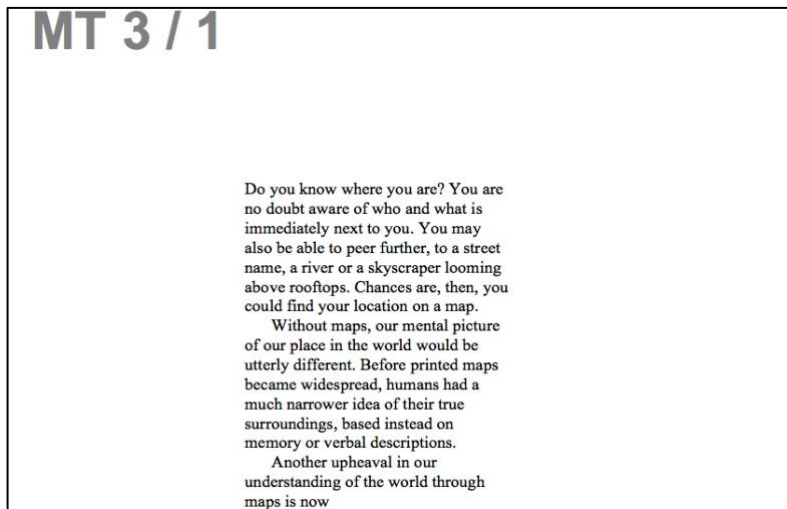 MT 3 / 1
Do you know where you are? You are
no doubt aware of who and what is
immediately next to you. You may
also be able to peer further, to a street
name, a river or a skyscraper looming
above rooftops. Chances are, then, you
could find your location on a map.
Without maps, our mental picture
of our place in the world would be
utterly different. Before printed maps
became widespread, humans had a
much narrower idea of their true
surroundings, based instead on
memory or verbal descriptions.
Another upheaval in our
understanding of the world through
maps is now